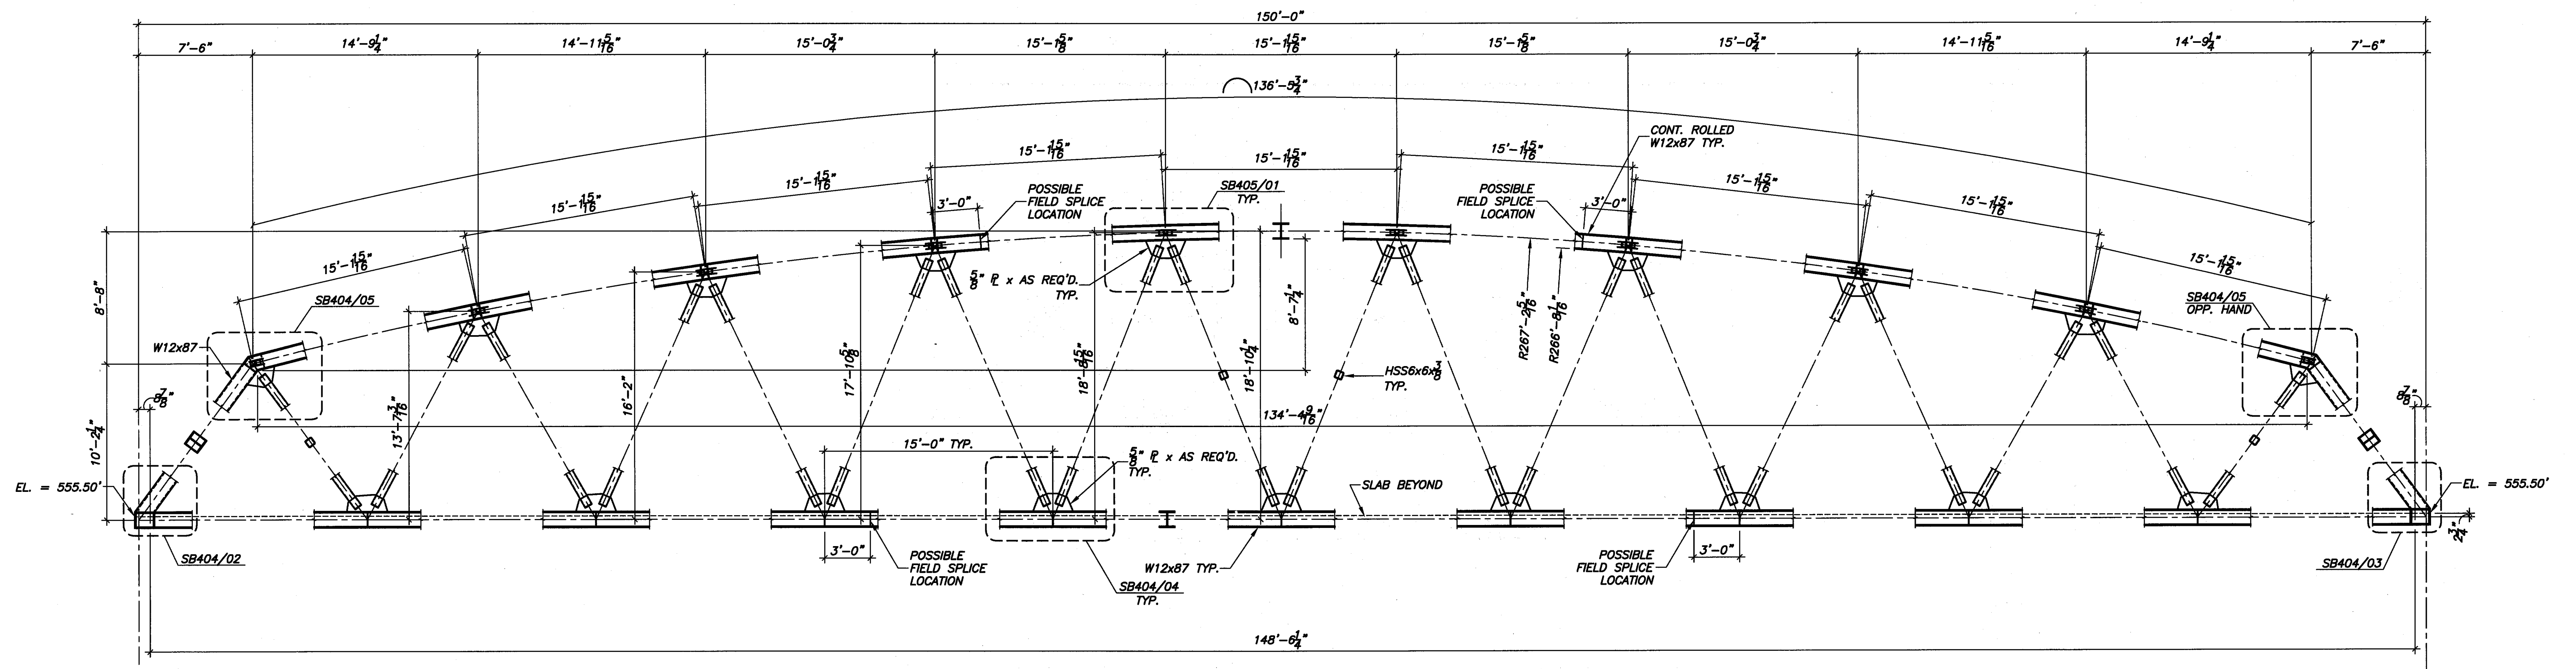 150'-0"
7'-6"
14'-9 1/4"
14'-11 5/16"
15'-0 3/4"
15'-1 5/8"
15'-1 15/16"
15'-1 5/8"
15'-0 3/4"
14'-11 5/16"
14'-9 1/4"
7'-6"
136'-5 3/4"
CONT. ROLLED
W12x87 TYP.
15'-1 15/16"
15'-1 15/16"
15'-1 15/16"
15'-1 15/16"
15'-1 15/16"
15'-1 15/16"
15'-1 15/16"
15'-1 15/16"
15'-1 15/16"
POSSIBLE
FIELD SPLICE
LOCATION
3'-0"
SB405/01
TYP.
POSSIBLE
FIELD SPLICE
LOCATION
3'-0"
8'-8"
SB404/05
5/8" ℄ x AS REQ'D.
TYP.
8'-7 1/4"
R267'-2 5/16"
R266'-8 1/16"
SB404/05
OPP. HAND
W12x87
HSS6x6x3/8
TYP.
8 7/8"
10'-2 1/4"
13'-7 3/16"
16'-2"
17'-10 5/8"
18'-8 15/16"
18'-10 1/4"
134'-4 9/16"
8 7/8"
15'-0" TYP.
5/8" ℄ x AS REQ'D.
TYP.
EL. = 555.50'
SLAB BEYOND
EL. = 555.50'
2 3/4"
SB404/02
3'-0"
POSSIBLE
FIELD SPLICE
LOCATION
SB404/04
TYP.
W12x87 TYP.
POSSIBLE
FIELD SPLICE
LOCATION
3'-0"
SB404/03
148'-6 1/4"